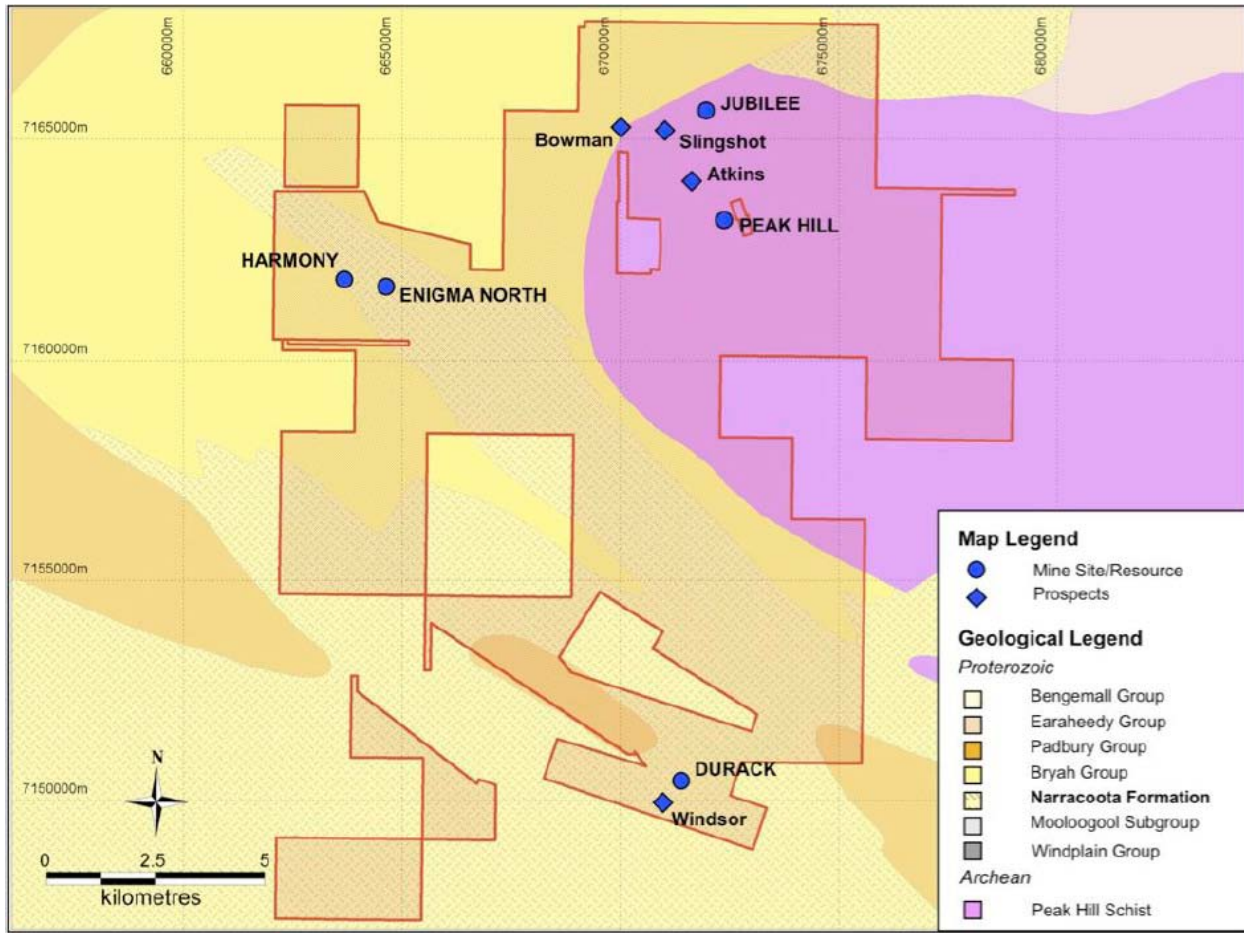 660000m
665000m
670000m
675000m
680000m
7165000m
JUBILEE
Bowman
Slingshot
Atkins
PEAK HILL
HARMONY
ENIGMA NORTH
7160000m
7155000m
7150000m
DURACK
Windsor
N
0 2.5 5
kilometres
Map Legend
Mine Site/Resource
Prospects
Geological Legend
Proterozoic
Bengemall Group
Earaheedy Group
Padbury Group
Bryah Group
Narracoota Formation
Mooloogool Subgroup
Windplain Group
Archean
Peak Hill Schist